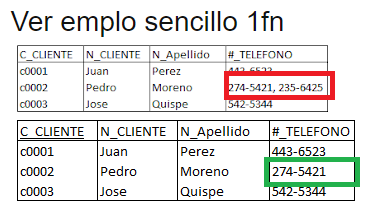 Ver emplo sencillo 1fn
C_CLIENTE N_CLIENTE N_Apellido #_TELEFONO
c0001 Juan Perez 443-6523
c0002 Pedro Moreno 274-5421, 235-6425
c0003 Jose Quispe 542-5344
C_CLIENTE N_CLIENTE N_Apellido #_TELEFONO
c0001 Juan Perez 443-6523
c0002 Pedro Moreno 274-5421
c0003 Jose Quispe 542-5344